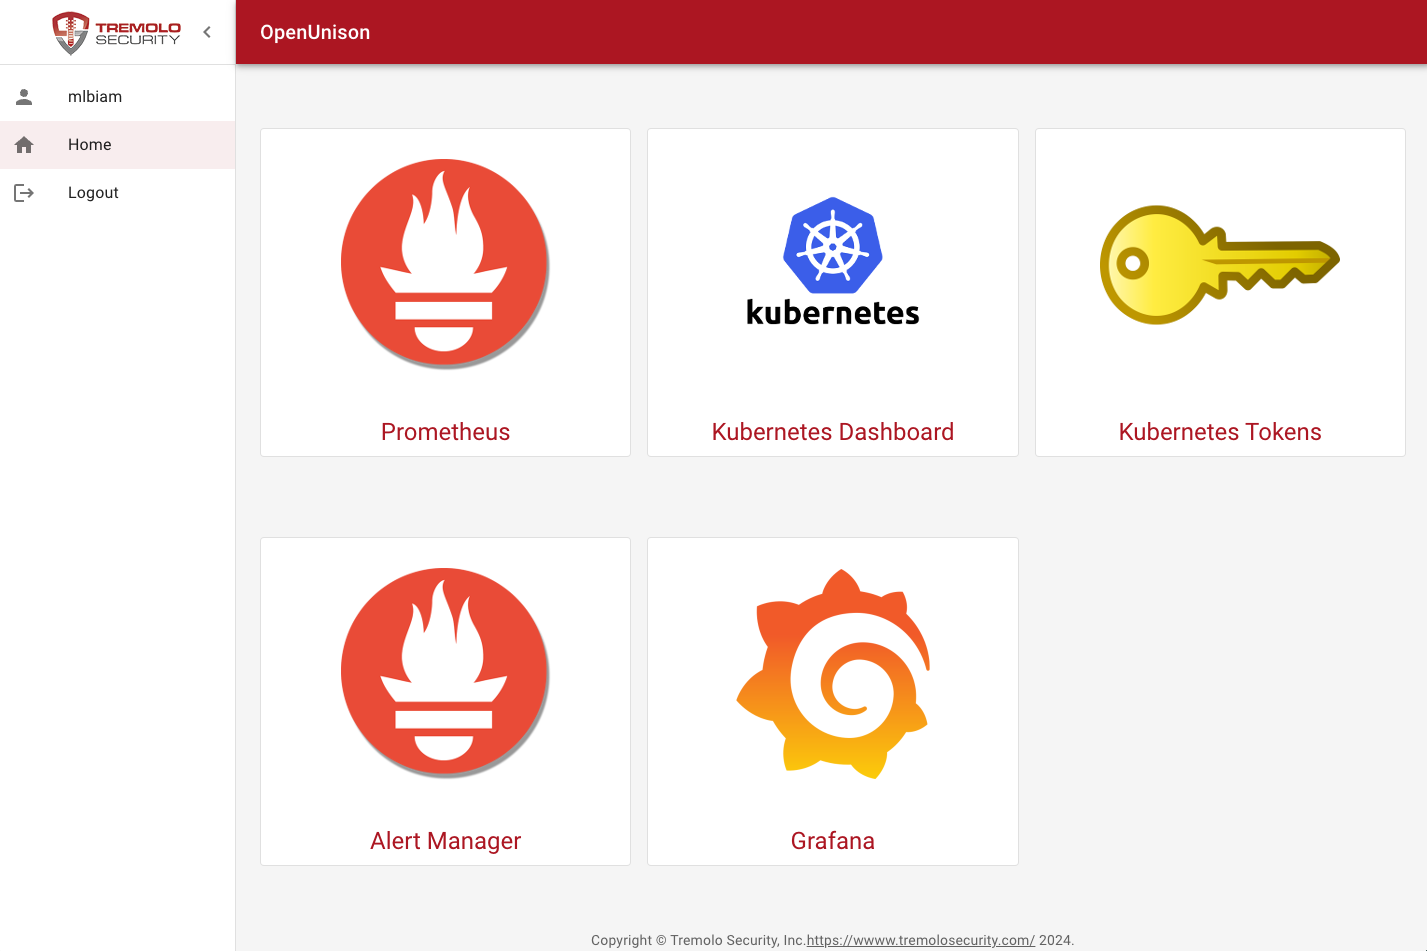 TREMOLO
SECURITY
OpenUnison
mlbiam
Home
Logout
Prometheus
kubernetes
Kubernetes Dashboard
Kubernetes Tokens
Alert Manager
Grafana
Copyright © Tremolo Security, Inc.https://wwww.tremolosecurity.com/ 2024.